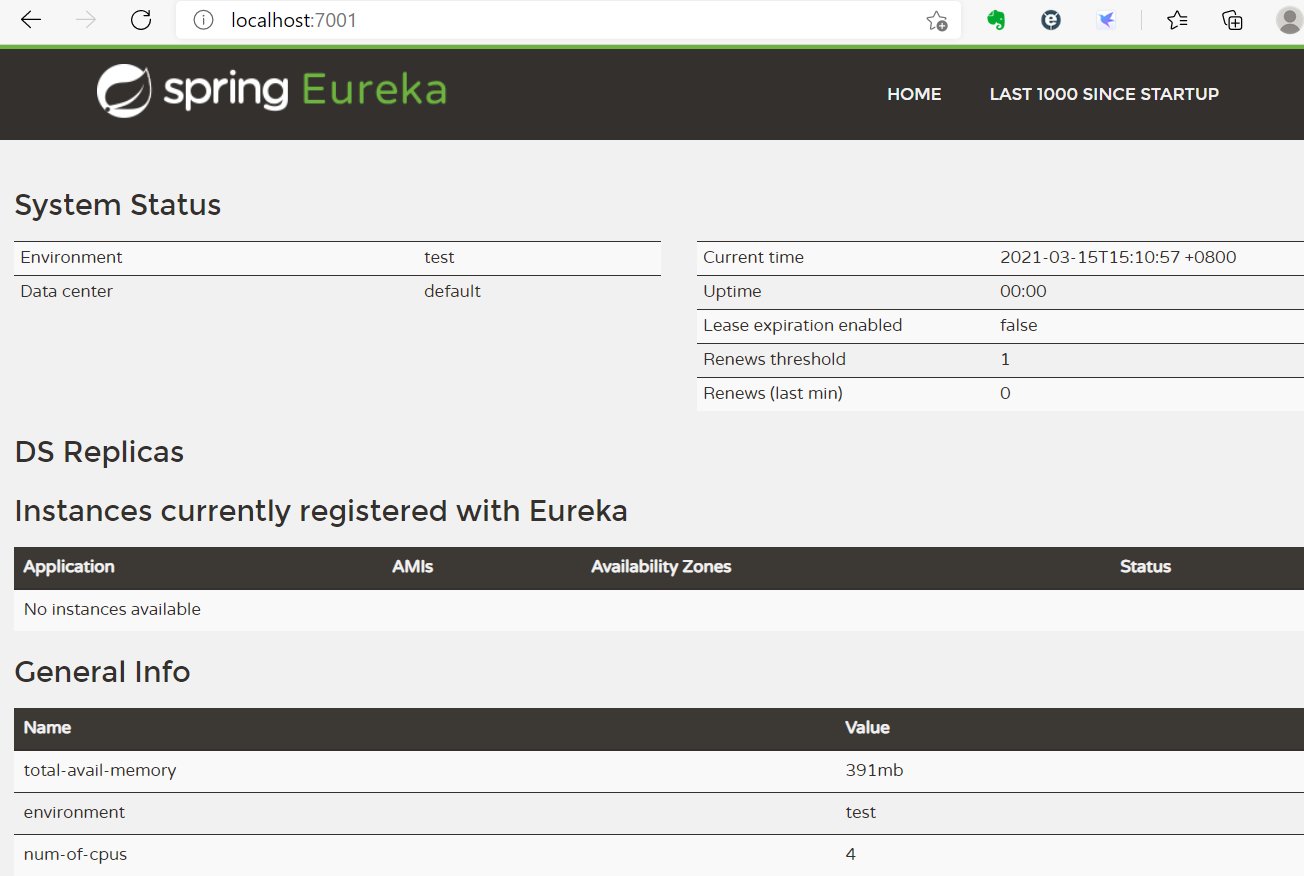 localhost:7001
spring Eureka
HOME LAST 1000 SINCE STARTUP
System Status
Environment test
Data center default
Current time 2021-03-15T15:10:57 +0800
Uptime 00:00
Lease expiration enabled false
Renews threshold 1
Renews (last min) 0
DS Replicas
Instances currently registered with Eureka
Application AMIs Availability Zones Status
No instances available
General Info
Name Value
total-avail-memory 391mb
environment test
num-of-cpus 4